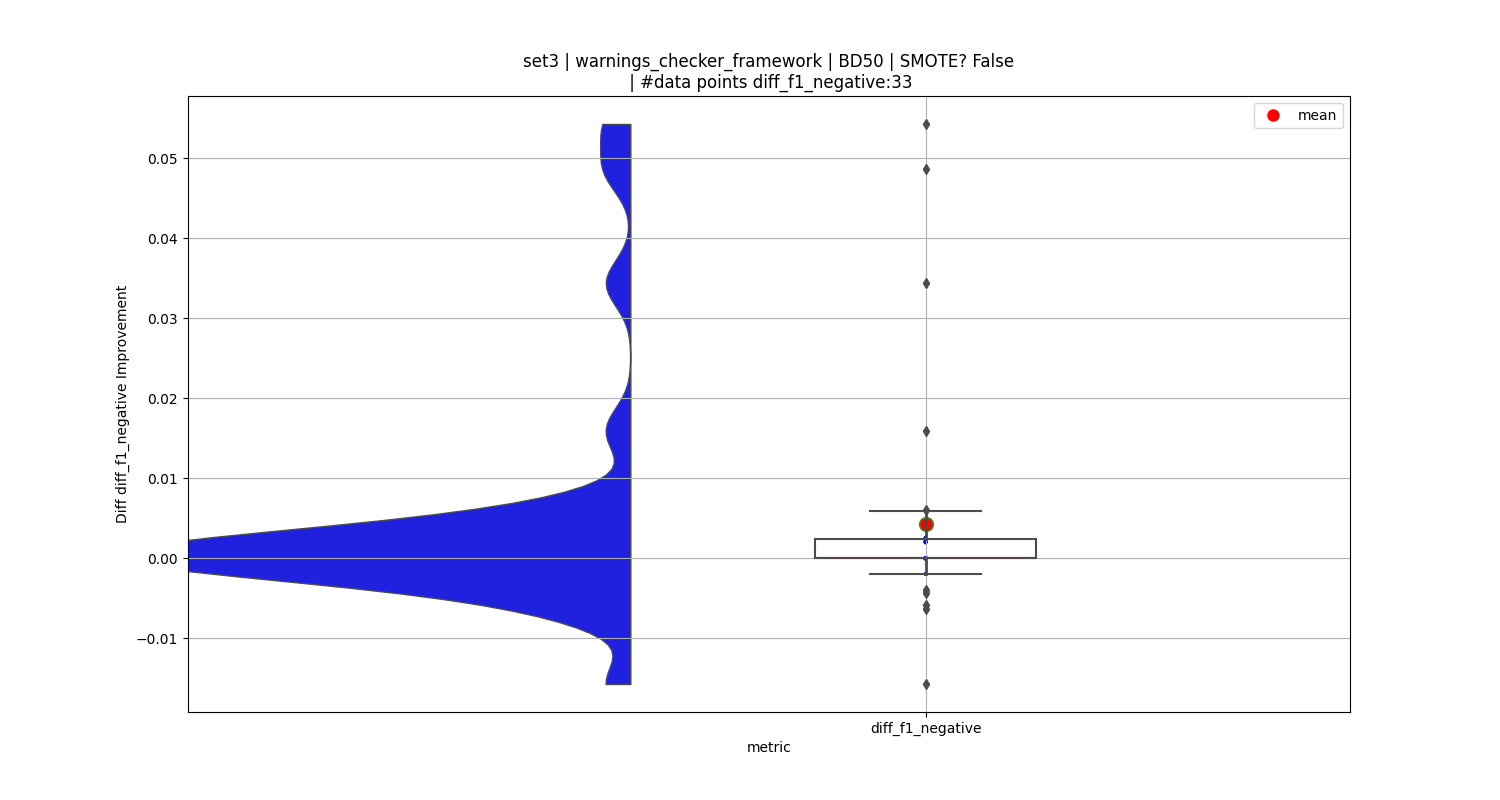 set3 | warnings_checker_framework | BD50 | SMOTE? False
| #data points diff_f1_negative:33
mean
0.05
0.04
0.03
0.02
0.01
0.00
−0.01
Diff diff_f1_negative Improvement
diff_f1_negative
metric